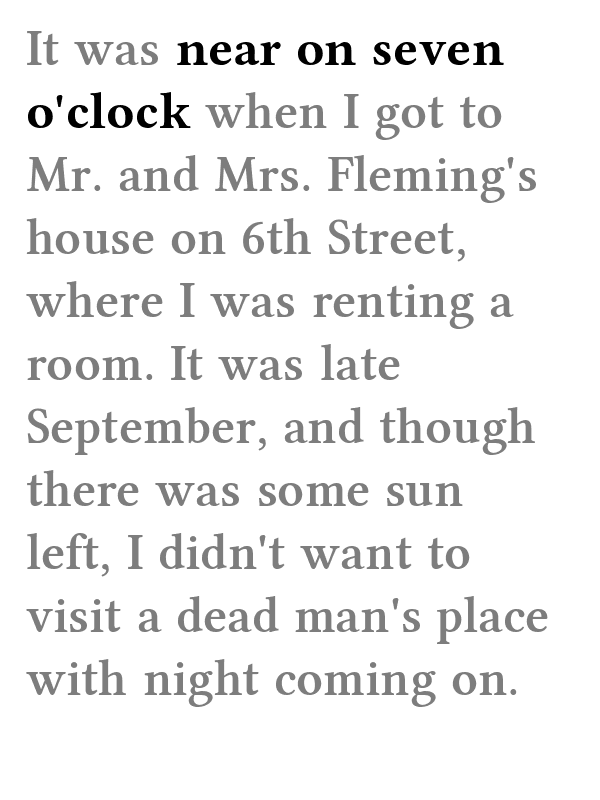 It was near on seven
o'clock when I got to
Mr. and Mrs. Fleming's
house on 6th Street,
where I was renting a
room. It was late
September, and though
there was some sun
left, I didn't want to
visit a dead man's place
with night coming on.